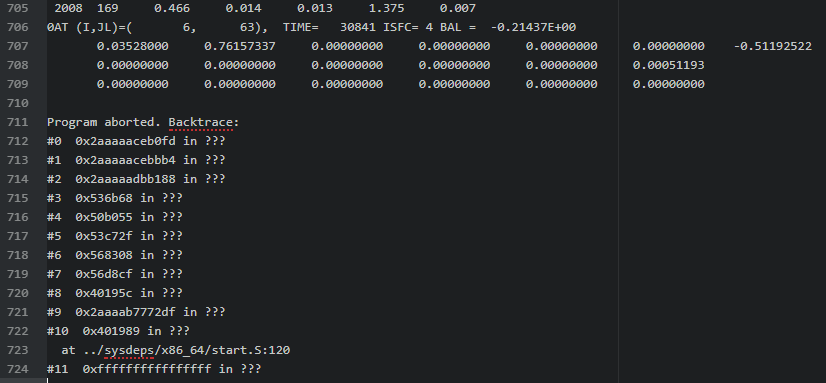 705 2008 169 0.466 0.014 0.013 1.375 0.007
706 0AT (I,JL)=( 6, 63), TIME= 30841 ISFC= 4 BAL = -0.21437E+00
707 0.03528000 0.76157337 0.00000000 0.00000000 0.00000000 0.00000000 -0.51192522
708 0.00000000 0.00000000 0.00000000 0.00000000 0.00000000 0.00051193
709 0.00000000 0.00000000 0.00000000 0.00000000 0.00000000 0.00000000
710
711 Program aborted. Backtrace:
712 #0 0x2aaaaaceb0fd in ???
713 #1 0x2aaaaacebbb4 in ???
714 #2 0x2aaaaadbb188 in ???
715 #3 0x536b68 in ???
716 #4 0x50b055 in ???
717 #5 0x53c72f in ???
718 #6 0x568308 in ???
719 #7 0x56d8cf in ???
720 #8 0x40195c in ???
721 #9 0x2aaaab7772df in ???
722 #10 0x401989 in ???
723 at ../sysdeps/x86_64/start.S:120
724 #11 0xffffffffffffffff in ???